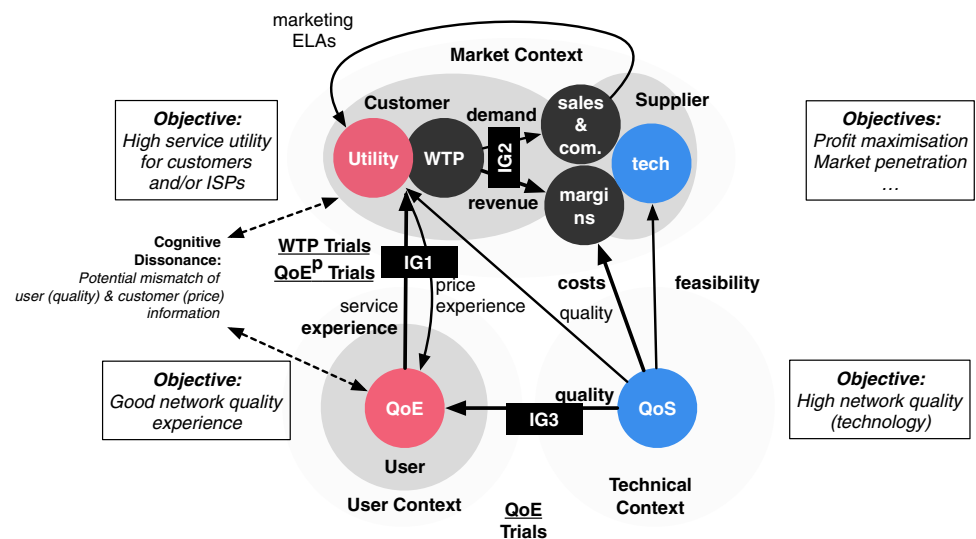 marketing
ELAs
Market Context
Objective:
High service utility
for customers
and/or ISPs
Customer
demand
sales
&
com.
Supplier
Objectives:
Profit maximisation
Market penetration
...
Utility
WTP
IG2
tech
revenue
margi
ns
Cognitive
Dissonance:
Potential mismatch of
user (quality) & customer (price)
information
WTP Trials
QoEp Trials
IG1
service
experience
price
experience
costs
quality
feasibility
Objective:
Good network quality
experience
QoE
quality
IG3
QoS
Objective:
High network quality
(technology)
User
User Context
Technical
Context
QoE
Trials